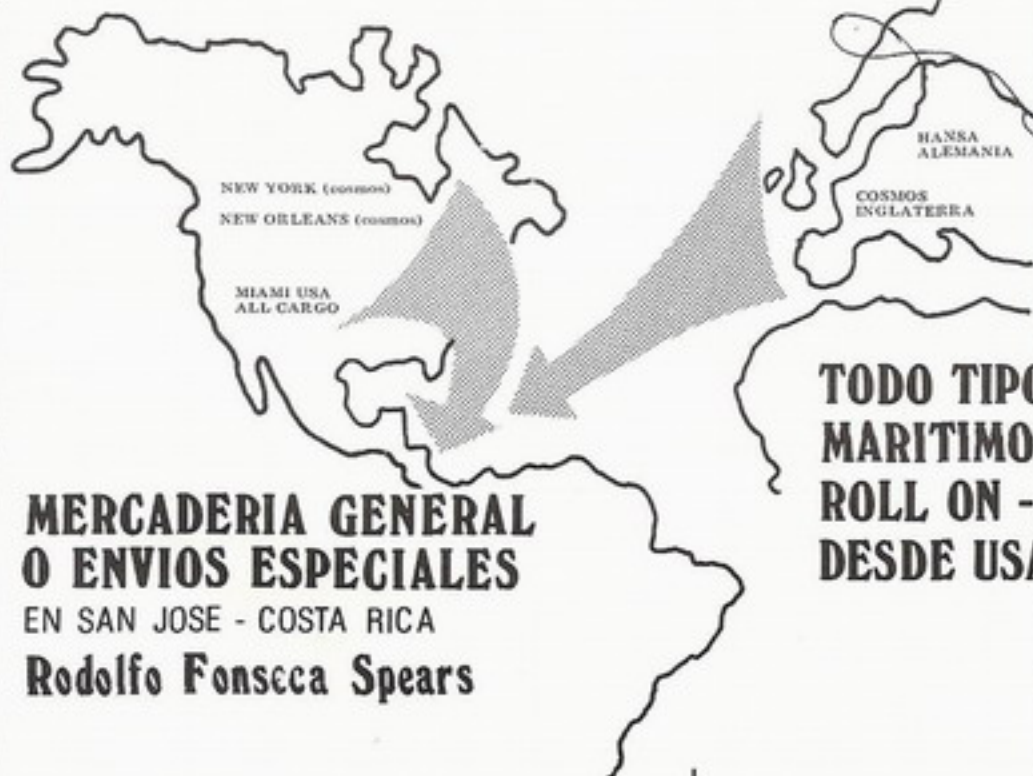 NEW YORK (cosmos)
NEW ORLEANS (cosmos)
MIAMI USA
ALL CARGO
HANSA
ALEMANIA
COSMOS
INGLATERRA
MERCADERIA GENERAL
O ENVIOS ESPECIALES
EN SAN JOSE - COSTA RICA
Rodolfo Fonseca Spears
TODO TIPO
MARITIMO
ROLL ON -
DESDE USA